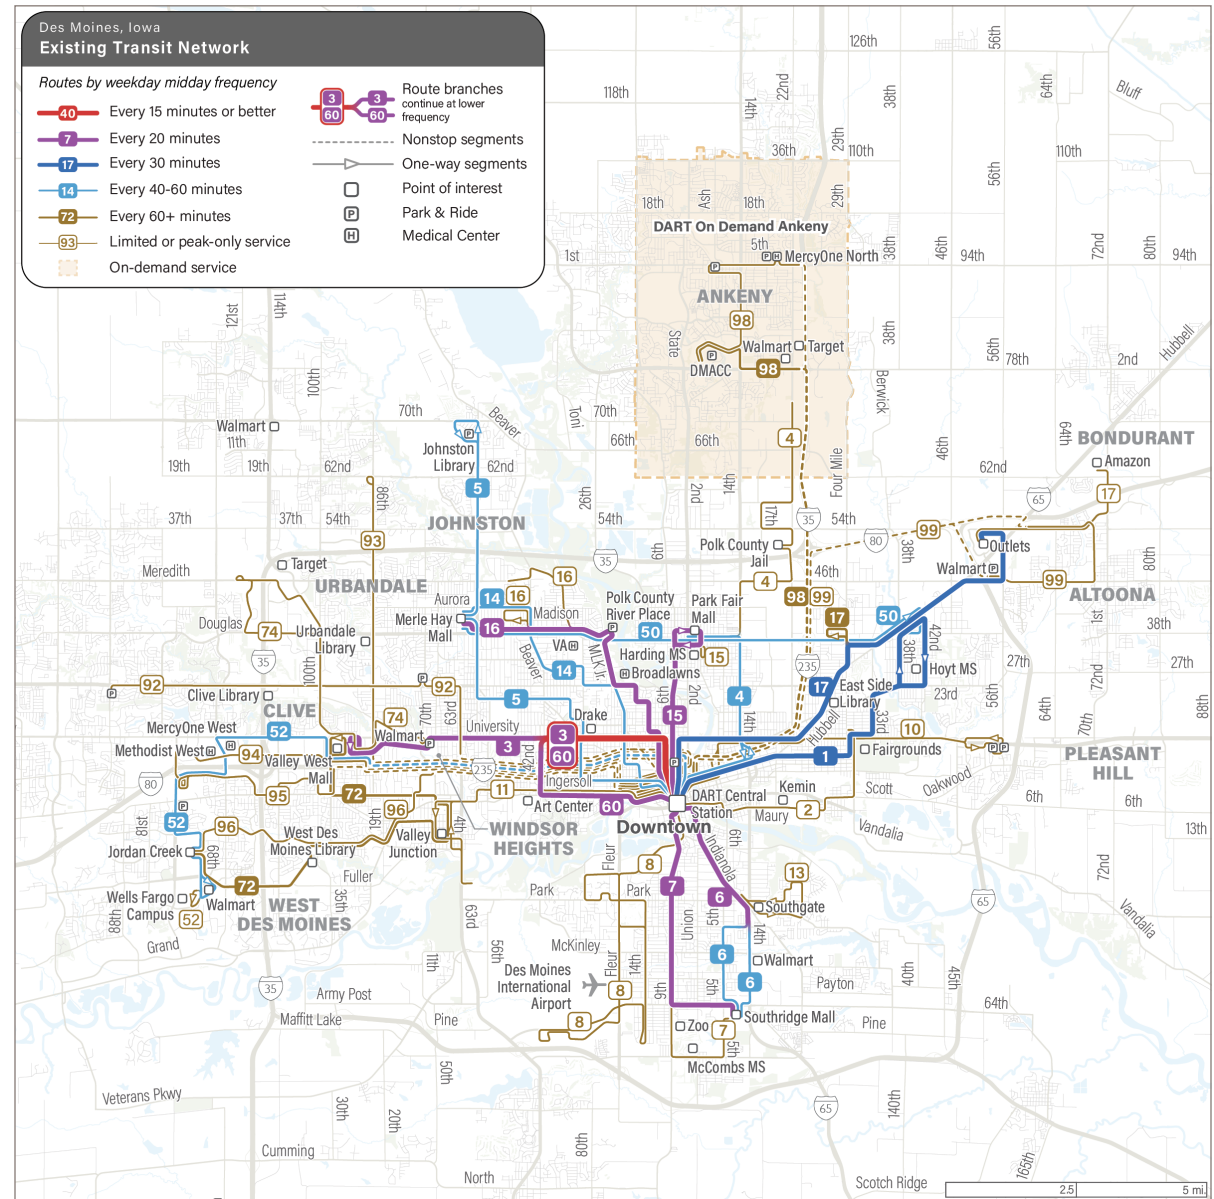 Des Moines, Iowa
Existing Transit Network
Routes by weekday midday frequency
40 Every 15 minutes or better
7 Every 20 minutes
17 Every 30 minutes
14 Every 40-60 minutes
72 Every 60+ minutes
93 Limited or peak-only service
On-demand service
3 3 Route branches
60 60 continue at lower
frequency
Nonstop segments
One-way segments
Point of interest
P Park & Ride
H Medical Center
126th
56th
118th
14th
22nd
38th
64th
Bluff
29th
36th
110th
110th
56th
18th
Ash
18th
29th
DART On Demand Ankeny
1st
5th
P H MercyOne North
38th
46th
94th
72nd
80th
94th
P
ANKENY
121st
114th
98
State
Walmart
Target
38th
56th
78th
2nd
Hubbell
P
DMACC
98
100th
Berwick
70th
Beaver
Toni
70th
Walmart
11th
P
Johnston
Library
66th
66th
4
46th
64th
BONDURANT
Amazon
19th
19th
62nd
62nd
62nd
86th
5
26th
2nd
14th
Four Mile
65
17
37th
37th
54th
JOHNSTON
54th
17th
35
54th
93
80
99
38th
Outlets
6th
Polk County
Jail
35
Meredith
Target
URBANDALE
16
4
46th
Walmart P
99
80th
ALTOONA
Aurora
14
16
Madison
Polk County
River Place
P
Park Fair
Mall
98
99
17
50
1st
38th
Douglas
74
Merle Hay
Mall
16
50
Urbandale
Library
Beaver
VA H
MLK Jr.
Harding MS
15
42nd
38th
35
14
H Broadlawns
235
Hoyt MS
27th
27th
100th
92
P
P
92
5
6th
2nd
4
17
East Side
Library
23rd
56th
72nd
Clive Library
CLIVE
70th
63rd
74
Drake
15
14th
Hubbell
33rd
64th
70th
88th
MercyOne West
52
Walmart
P
University
3
3
60
42nd
10
P P
Methodist West H
H
94
Valley West
Mall
235
P
1
Fairgrounds
PLEASANT
HILL
80
Ingersol
11
Art Center
60
DART Central
Station
Downtown
Kemin
2
Maury
Scott
Oakwood
6th
6th
95
72
P
19th
96
52
96
81st
West Des
Moines Library
Valley
Junction
4th
WINDSOR
HEIGHTS
Fleur
6th
Vandalia
13th
Jordan Creek
68th
Fuller
8
Indianola
72nd
72
Park
Park
7
6
13
Wells Fargo
Campus
52
Walmart
WEST
DES MOINES
35th
63rd
5th
Southgate
65
88th
Union
14th
Vandalia
Grand
56th
McKinley
Fleur
14th
6
Walmart
11th
Des Moines
International
Airport
9th
5th
6
Payton
40th
45th
35
Army Post
8
64th
Maffitt Lake
Pine
8
Zoo
7
Southridge Mall
Pine
5th
McCombs MS
50th
Veterans Pkwy
30th
20th
65
140th
Cumming
80th
165th
North
Scotch Ridge
2.5
5 mi.